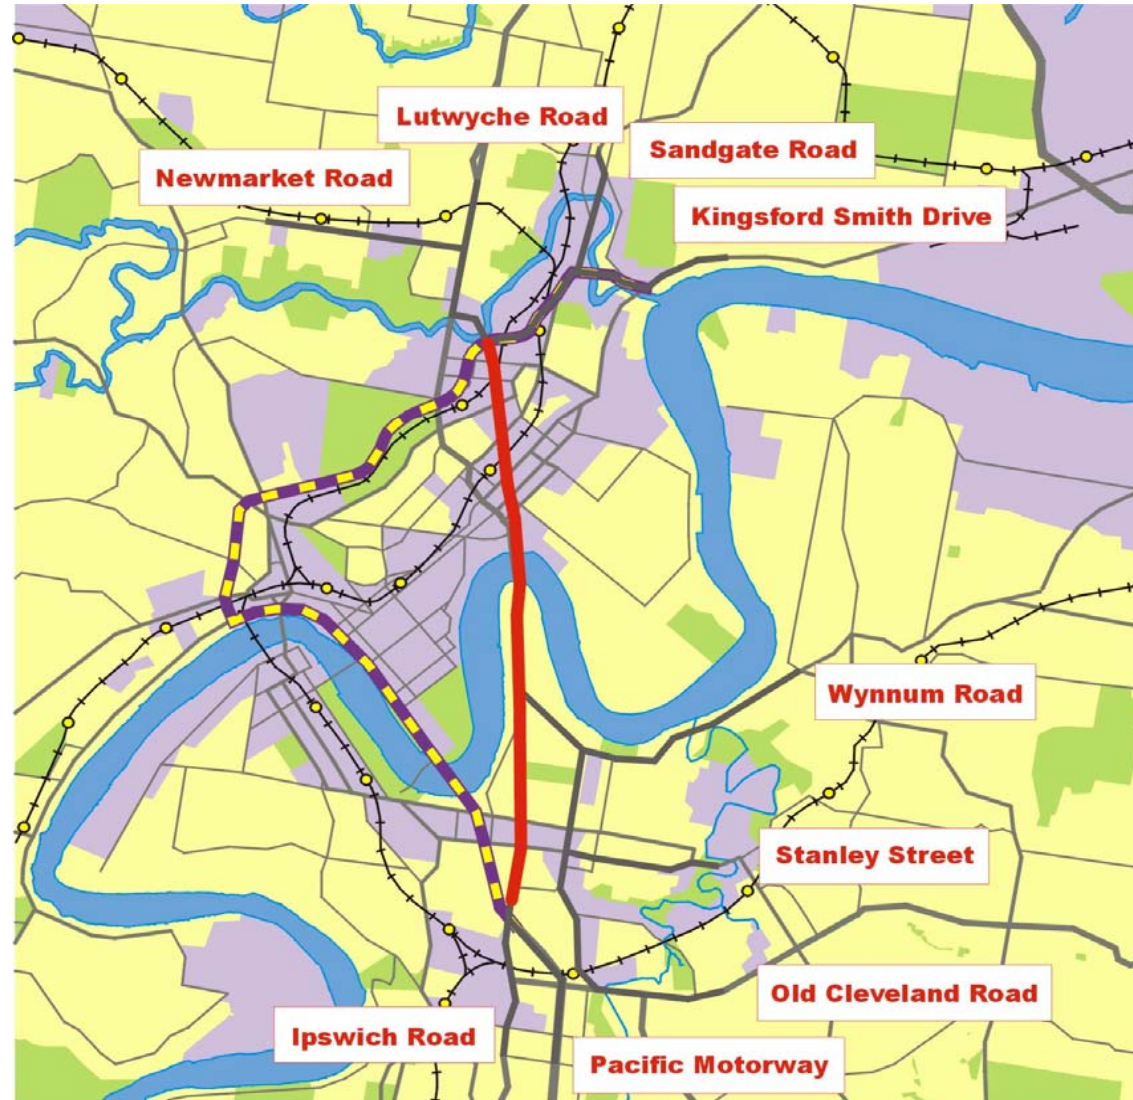 Lutwyche Road
Sandgate Road
Newmarket Road
Kingsford Smith Drive
Wynnum Road
Stanley Street
Old Cleveland Road
Ipswich Road
Pacific Motorway